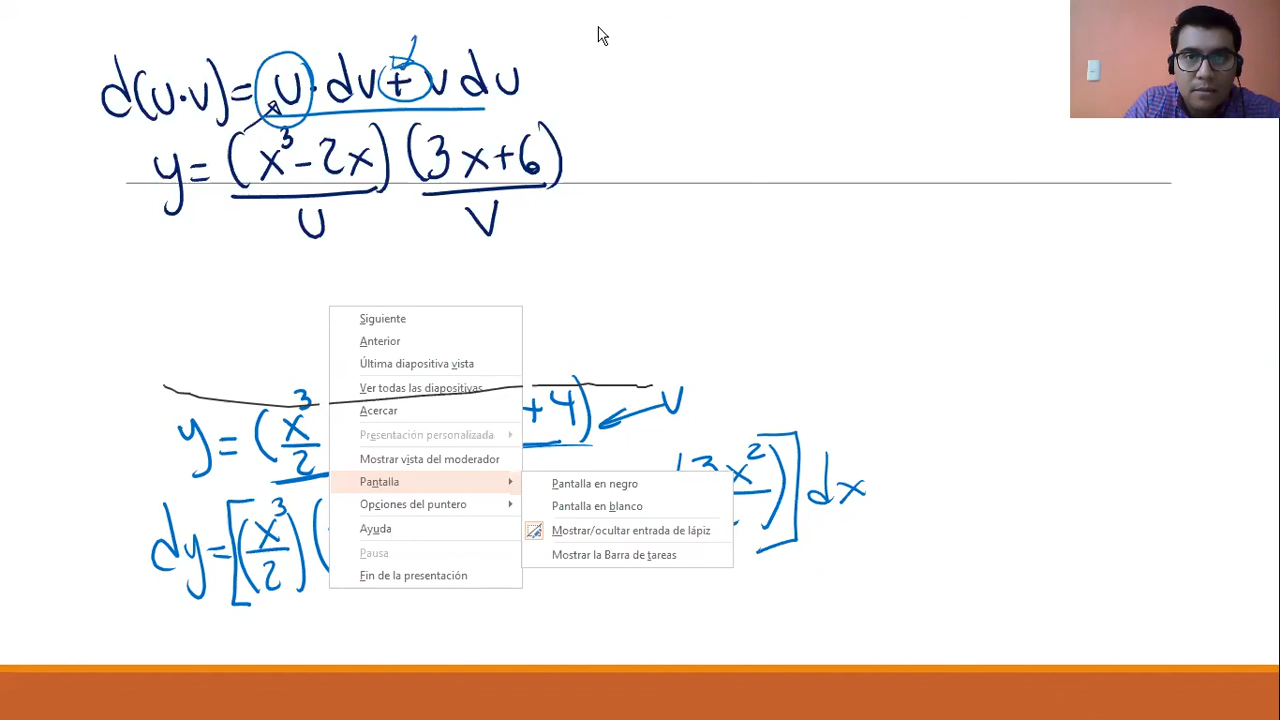 d(u·v)= u·dv+vdu
y= (x³-2x)(3x+6)
u v
Siguiente
Anterior
Última diapositiva vista
Ver todas las diapositivas
Acercar
Presentación personalizada
Mostrar vista del moderador
Pantalla
Opciones del puntero
Ayuda
Pausa
Fin de la presentación
Pantalla en negro
Pantalla en blanco
Mostrar/ocultar entrada de lápiz
Mostrar la Barra de tareas
y= (x³/2 +4) v
dy=[(x³/2)( 3x² )]dx